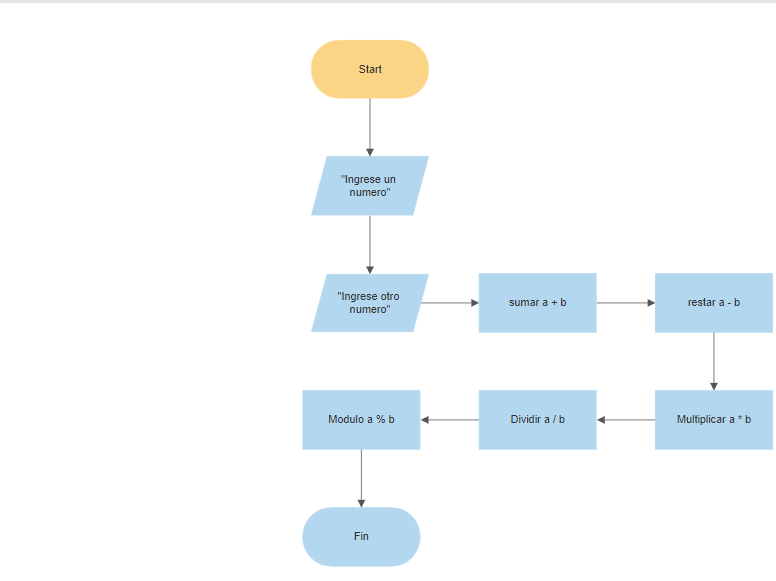 Start
"Ingrese un
numero"
"Ingrese otro
numero"
sumar a + b
restar a - b
Multiplicar a * b
Dividir a / b
Modulo a % b
Fin